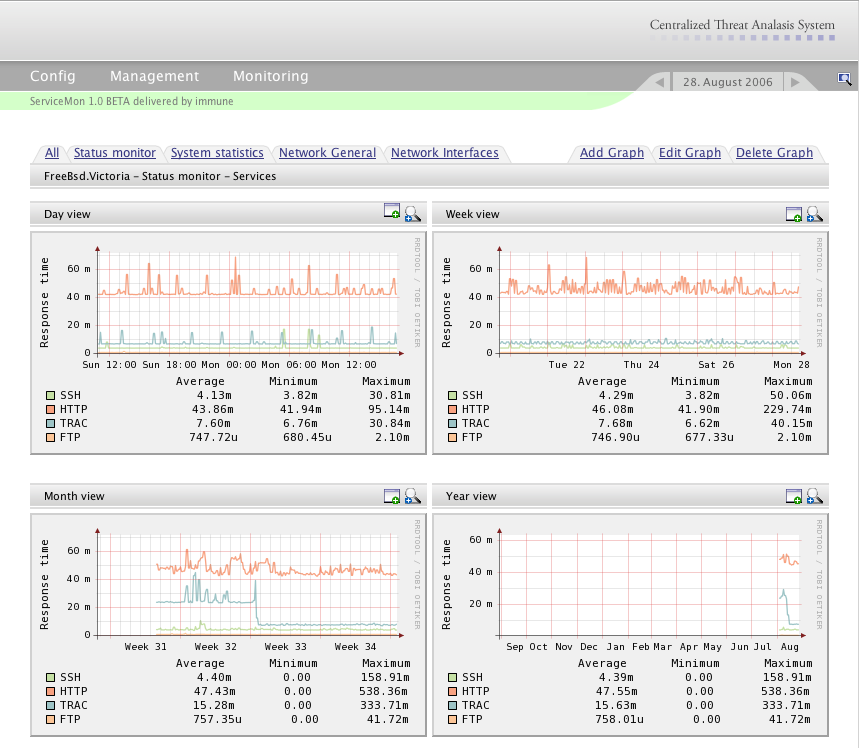 Centralized Threat Analasis System
Config Management Monitoring
28. August 2006
ServiceMon 1.0 BETA delivered by immune
All Status monitor System statistics Network General Network Interfaces Add Graph Edit Graph Delete Graph
FreeBsd.Victoria – Status monitor – Services
Day view
RRDTOOL / TOBI OETIKER
Response time
60 m
40 m
20 m
0
Sun 12:00 Sun 18:00 Mon 00:00 Mon 06:00 Mon 12:00
Average Minimum Maximum
SSH 4.13m 3.82m 30.81m
HTTP 43.86m 41.94m 95.14m
TRAC 7.60m 6.76m 30.84m
FTP 747.72u 680.45u 2.10m
Week view
RRDTOOL / TOBI OETIKER
Response time
60 m
40 m
20 m
0
Tue 22 Thu 24 Sat 26 Mon 28
Average Minimum Maximum
SSH 4.29m 3.82m 50.06m
HTTP 46.08m 41.90m 229.74m
TRAC 7.68m 6.62m 40.15m
FTP 746.90u 677.33u 2.10m
Month view
RRDTOOL / TOBI OETIKER
Response time
60 m
40 m
20 m
0
Week 31 Week 32 Week 33 Week 34
Average Minimum Maximum
SSH 4.40m 0.00 158.91m
HTTP 47.43m 0.00 538.36m
TRAC 15.28m 0.00 333.71m
FTP 757.35u 0.00 41.72m
Year view
RRDTOOL / TOBI OETIKER
Response time
60 m
40 m
20 m
Sep Oct Nov Dec Jan Feb Mar Apr May Jun Jul Aug
Average Minimum Maximum
SSH 4.39m 0.00 158.91m
HTTP 47.55m 0.00 538.36m
TRAC 15.63m 0.00 333.71m
FTP 758.01u 0.00 41.72m